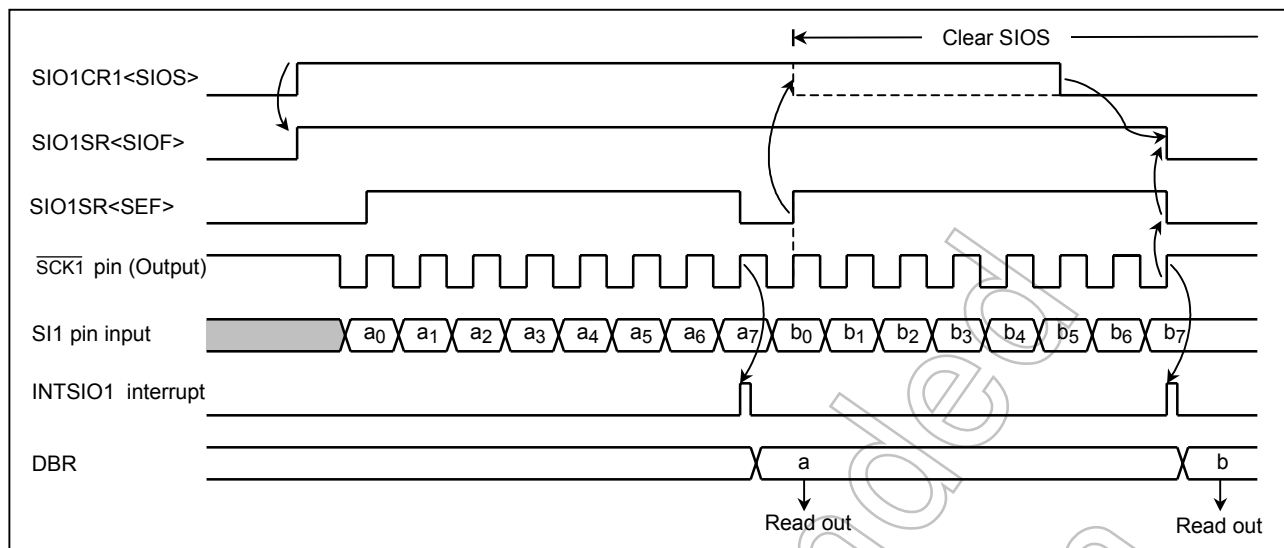 Clear SIOS
SIO1CR1<SIOS>
SIO1SR<SIOF>
SIO1SR<SEF>
SCK1 pin (Output)
SI1 pin input a0 a1 a2 a3 a4 a5 a6 a7 b0 b1 b2 b3 b4 b5 b6 b7
INTSIO1 interrupt
DBR a b
Read out Read out